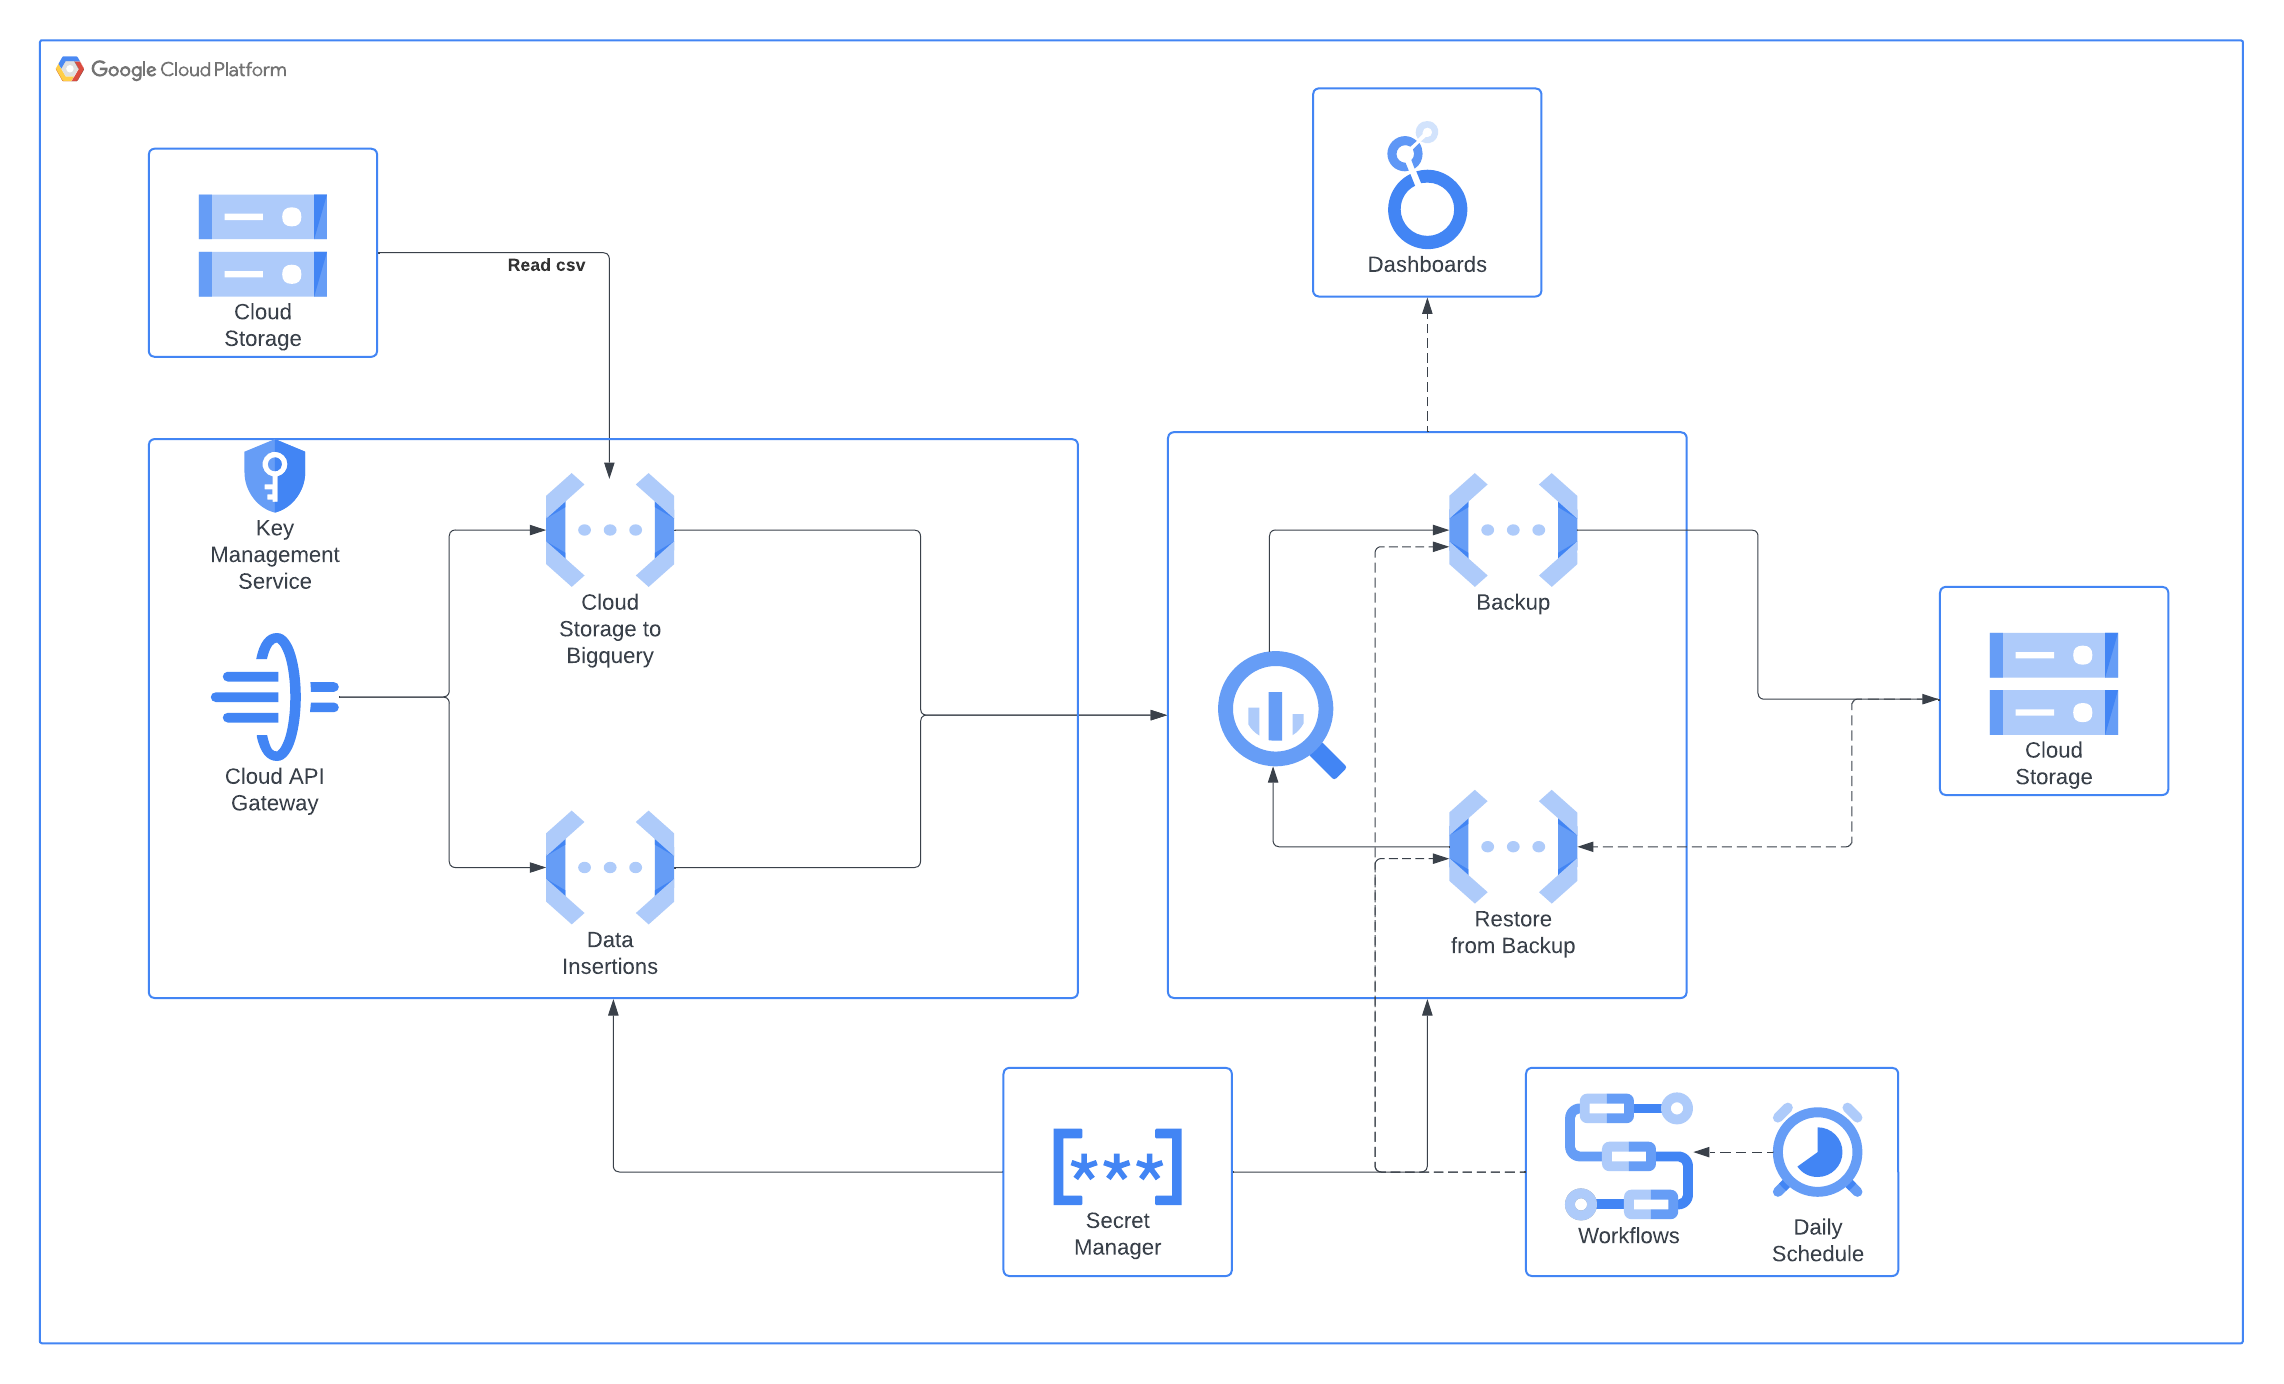 Google Cloud Platform
Cloud
Storage
Read csv
Dashboards
Key
Management
Service
Cloud API
Gateway
Cloud
Storage to
Bigquery
Data
Insertions
Backup
Restore
from Backup
Cloud
Storage
[***]
Secret
Manager
Workflows
Daily
Schedule